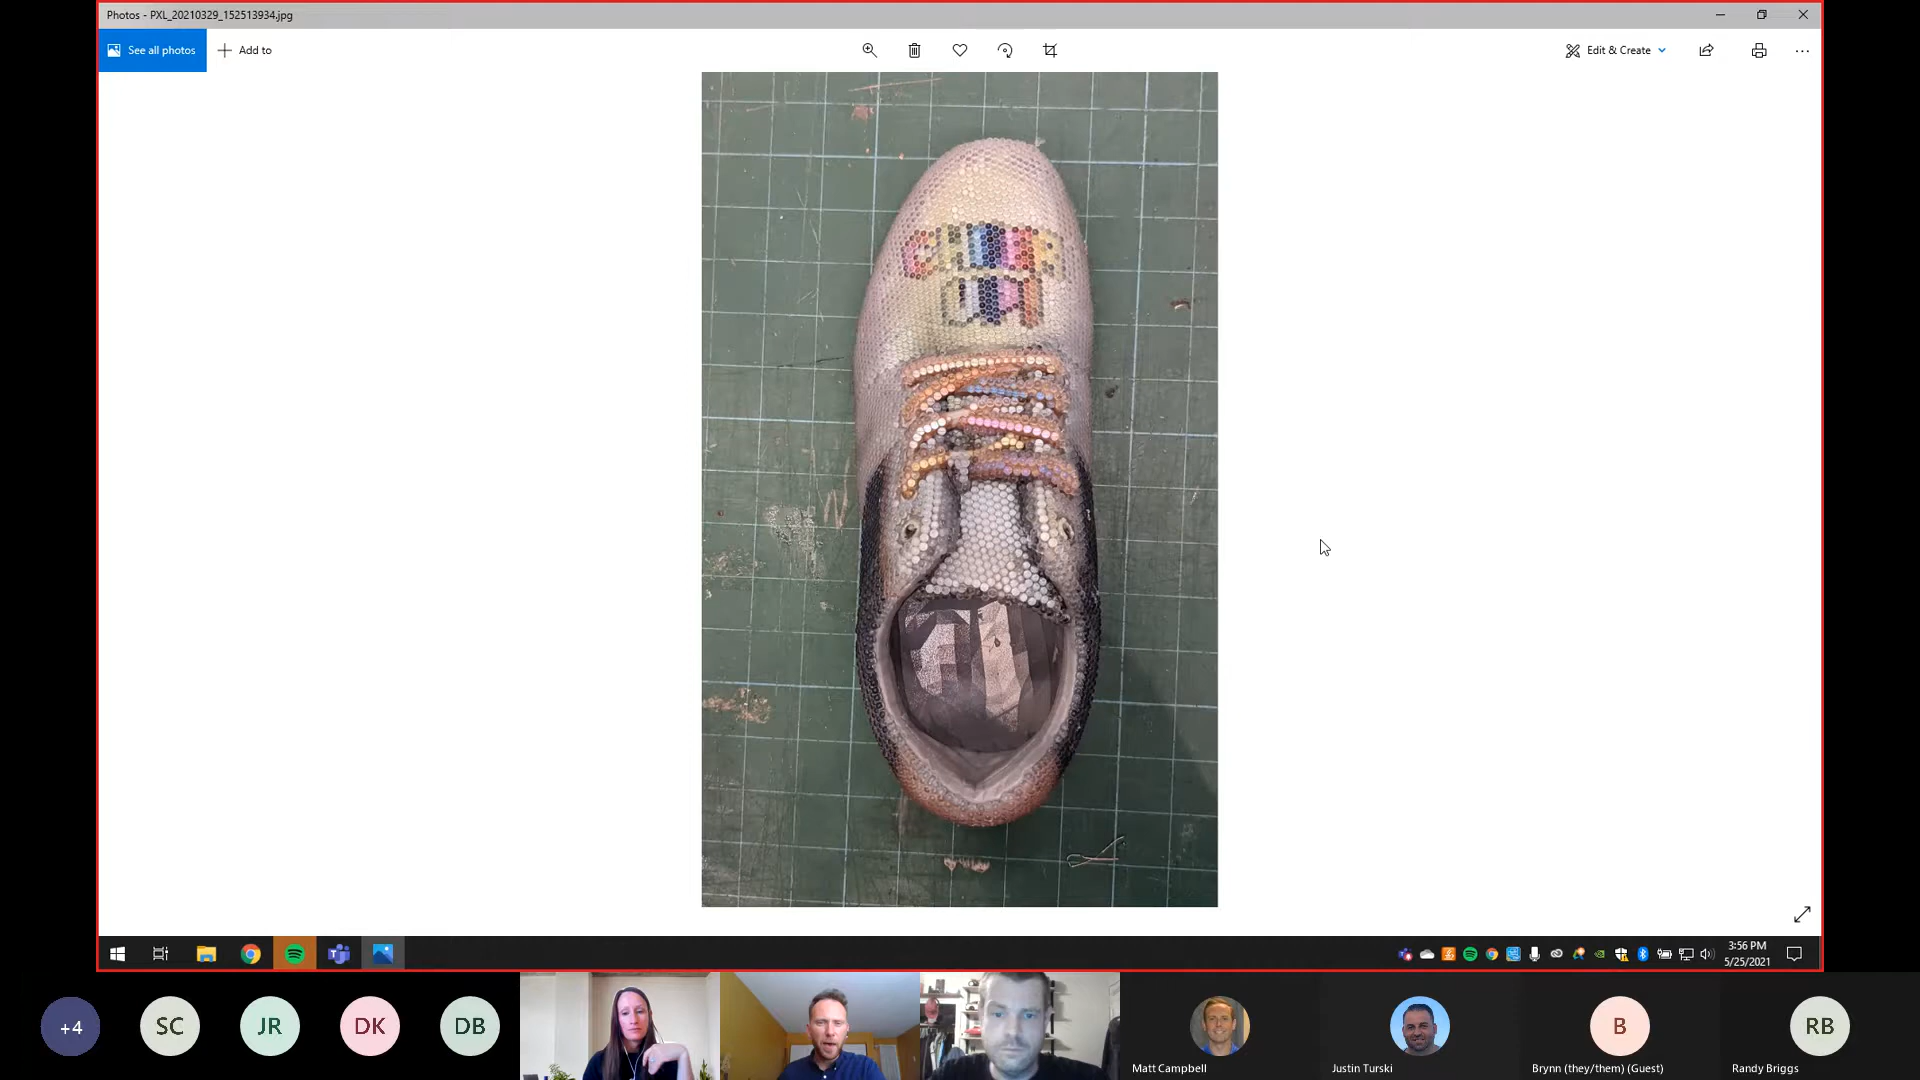 Photos - PXL_20210329_152513934.jpg
See all photos
Add to
Edit & Create
3:56 PM
5/25/2021
+4
SC
JR
DK
DB
B
RB
Matt Campbell
Justin Turski
Brynn (they/them) (Guest)
Randy Briggs